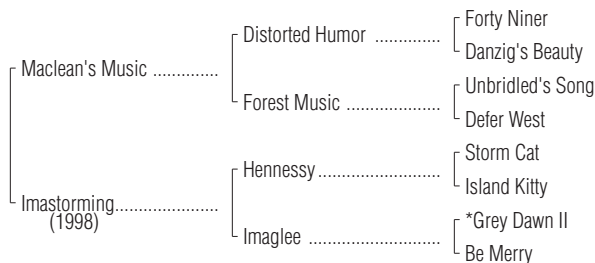 Forty Niner
Distorted Humor ..............
Danzig's Beauty
Maclean's Music ..............
Unbridled's Song
Forest Music ....................
Defer West
Storm Cat
Hennessy..........................
Island Kitty
Imastorming......................
(1998)
*Grey Dawn II
Imaglee ............................
Be Merry